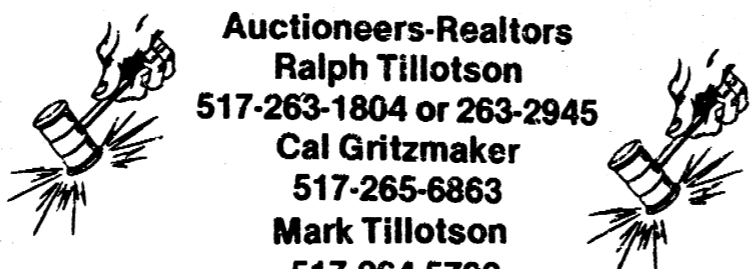 Auctioneers-Realtors
Ralph Tillotson
517-263-1804 or 263-2945
Cal Gritzmaker
517-265-6863
Mark Tillotson